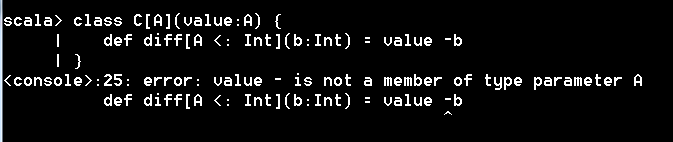 scala> class C[A](value:A) {
     |    def diff[A <: Int](b:Int) = value -b
     | }
<console>:25: error: value - is not a member of type parameter A
          def diff[A <: Int](b:Int) = value -b
                                            ^